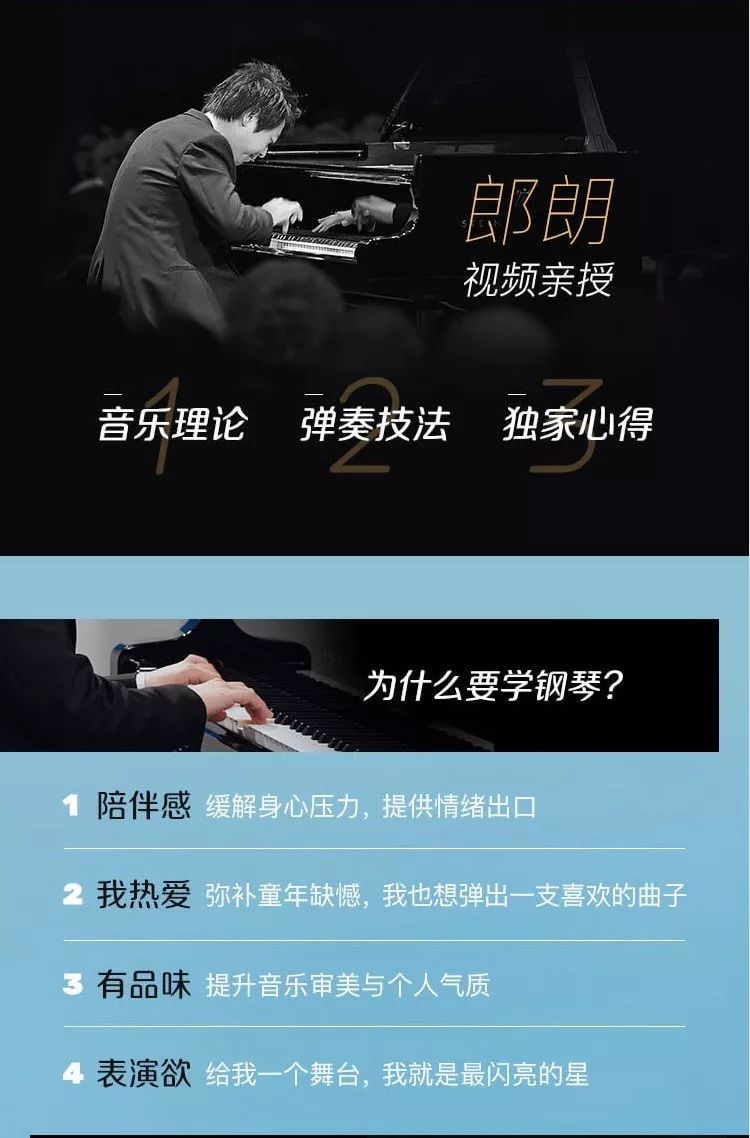 郎朗
视频亲授
1 音乐理论
2 弹奏技法
3 独家心得
为什么要学钢琴？
1 陪伴感 缓解身心压力，提供情绪出口
2 我热爱 弥补童年缺憾，我也想弹出一支喜欢的曲子
3 有品味 提升音乐审美与个人气质
4 表演欲 给我一个舞台，我就是最闪亮的星